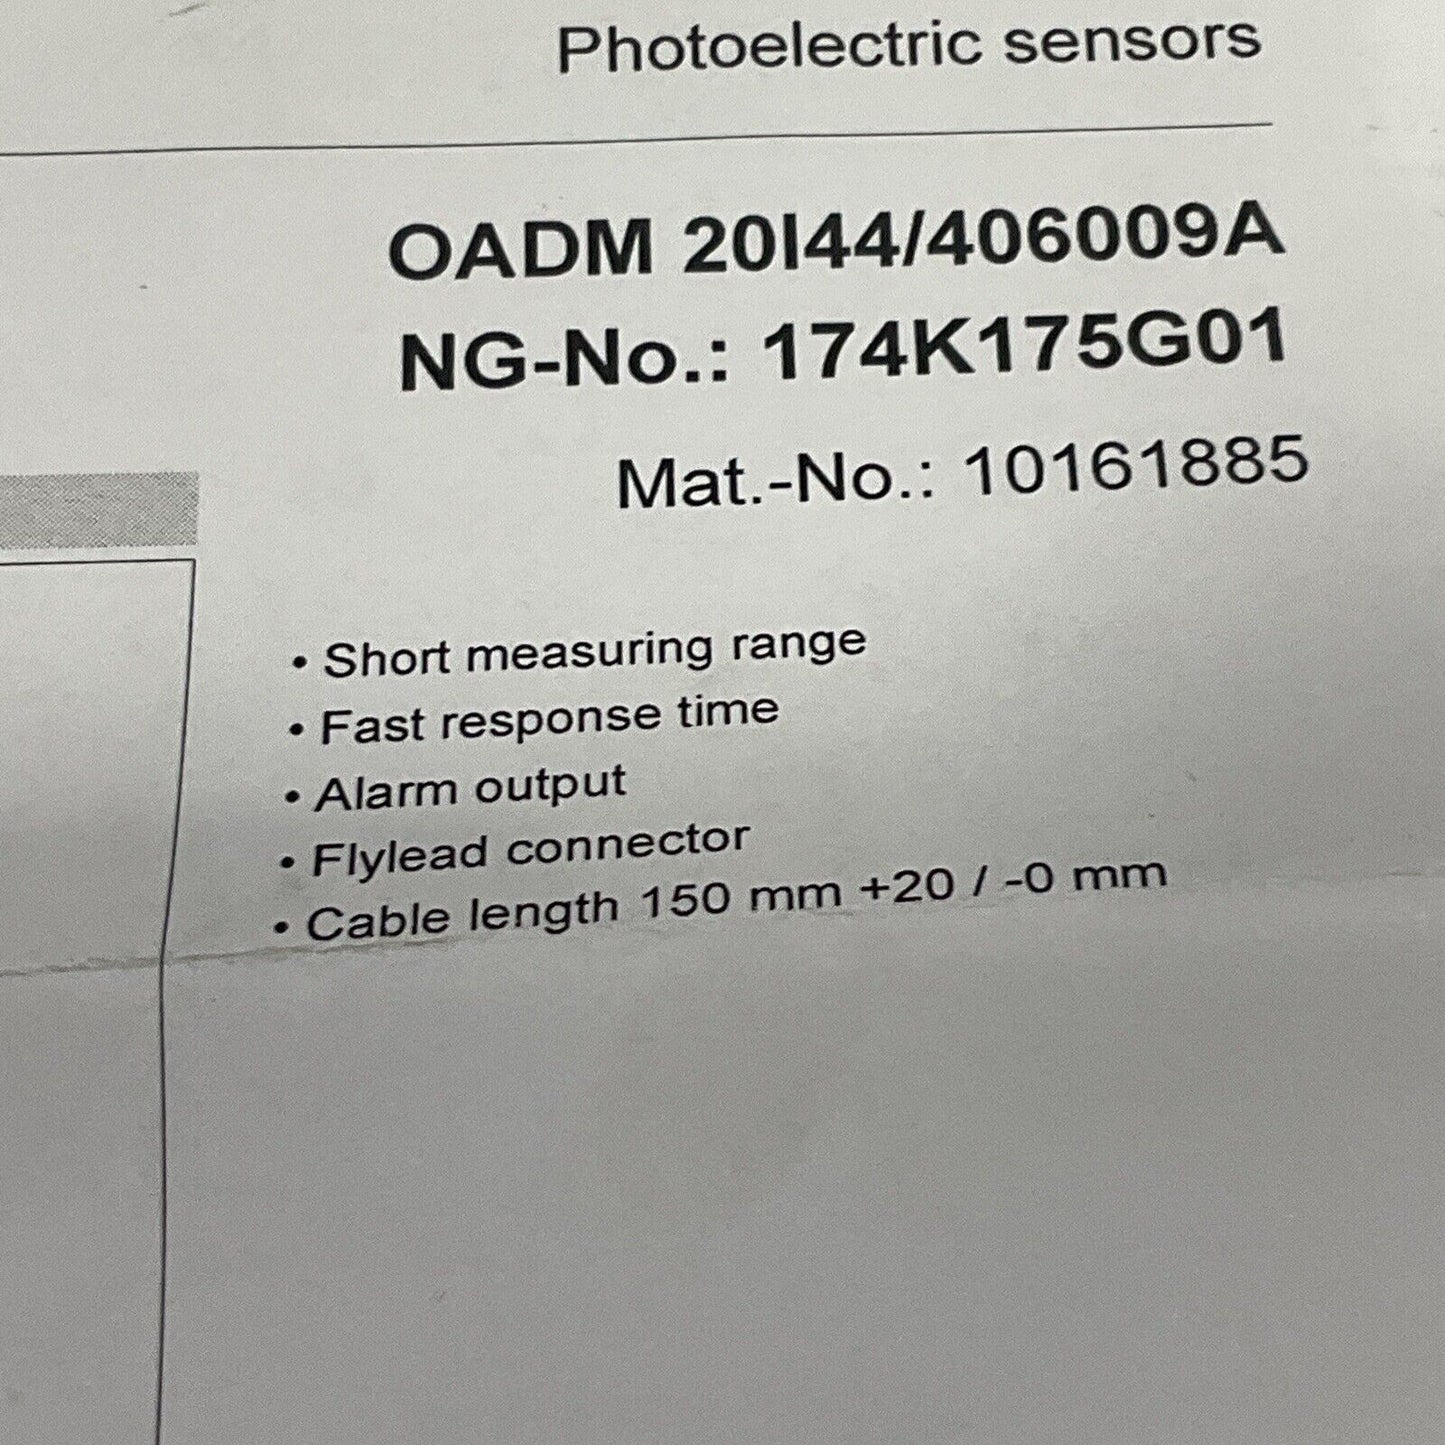 Photoelectric sensors
OADM 20I44/406009A
NG-No.: 174K175G01
Mat.-No.: 10161885
• Short measuring range
• Fast response time
• Alarm output
• Flylead connector
• Cable length 150 mm +20 / -0 mm